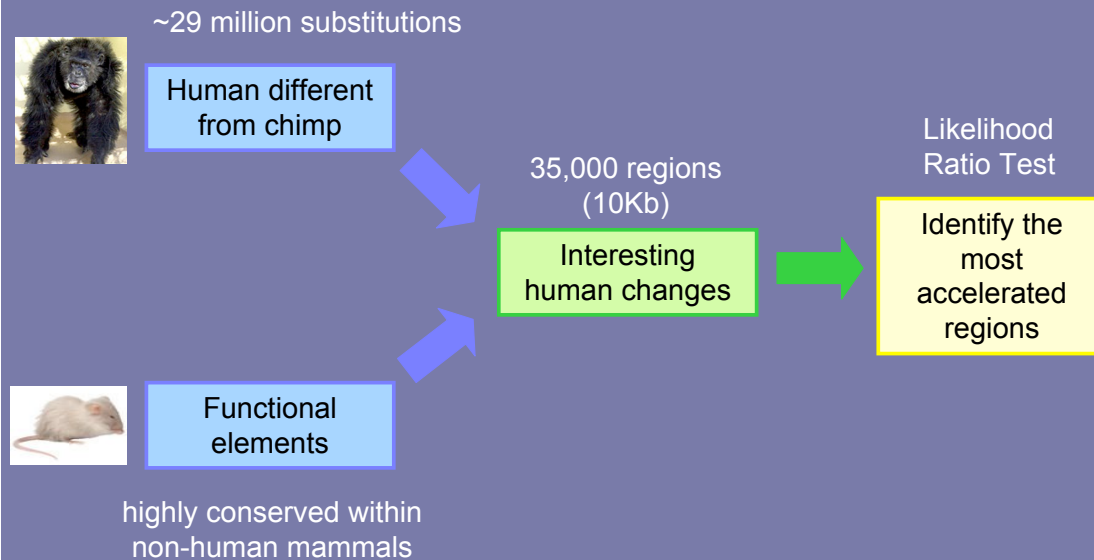 ~29 million substitutions
Human different
from chimp
Functional
elements
highly conserved within
non-human mammals
35,000 regions
(10Kb)
Interesting
human changes
Likelihood
Ratio Test
Identify the
most
accelerated
regions